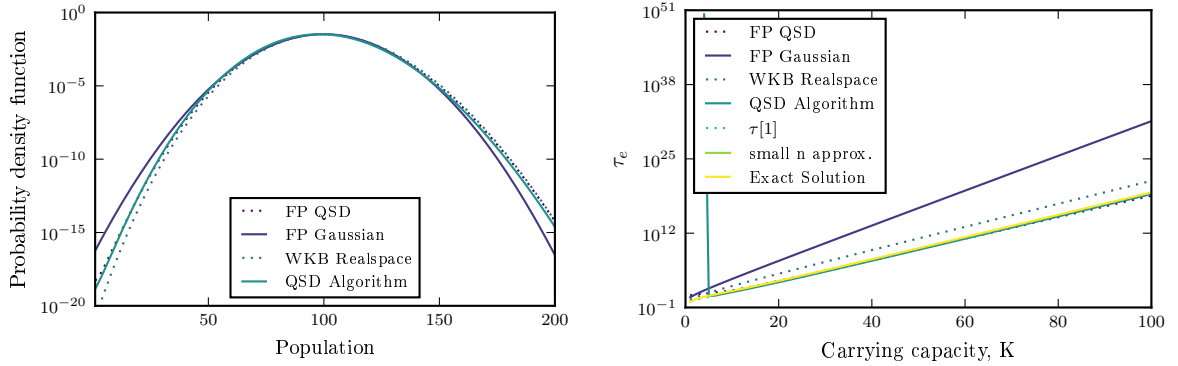 Probability density function
10^0
10^−5
10^−10
10^−15
10^−20
FP QSD
FP Gaussian
WKB Realspace
QSD Algorithm
50
100
150
200
Population
τ_e
10^51
10^38
10^25
10^12
10^−1
FP QSD
FP Gaussian
WKB Realspace
QSD Algorithm
τ[1]
small n approx.
Exact Solution
0
20
40
60
80
100
Carrying capacity, K